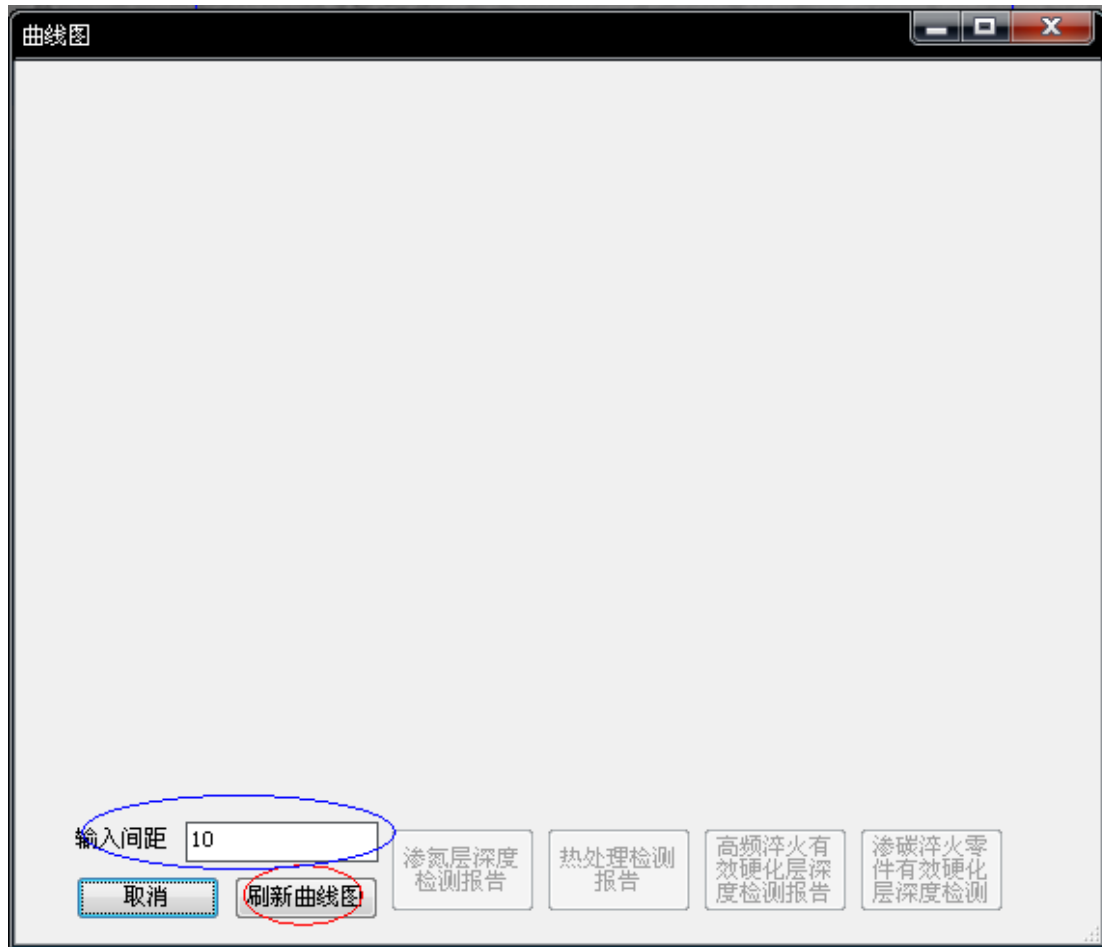 曲线图
输入间距 10
取消
刷新曲线图
渗氮层深度
检测报告
热处理检测
报告
高频淬火有
效硬化层深
度检测报告
渗碳淬火零
件有效硬化
层深度检测